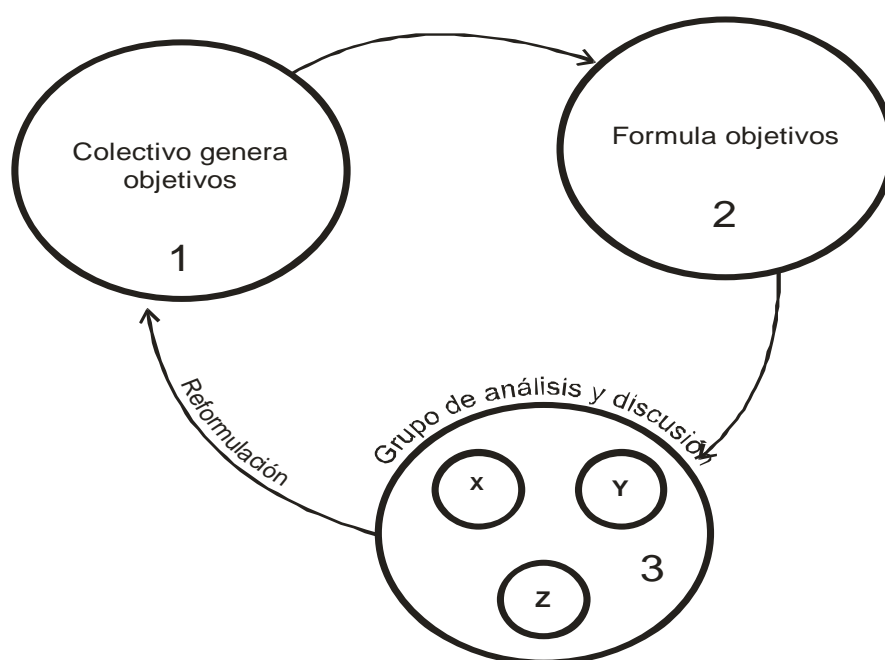 Colectivo genera
objetivos
1
Formula objetivos
2
Grupo de análisis y discusión
X
Y
Z
3
Reformulación